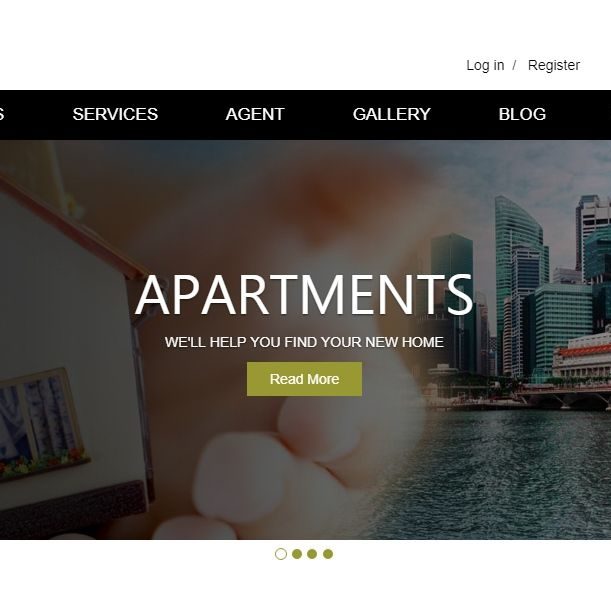 Log in / Register
S SERVICES AGENT GALLERY BLOG
APARTMENTS
WE'LL HELP YOU FIND YOUR NEW HOME
Read More